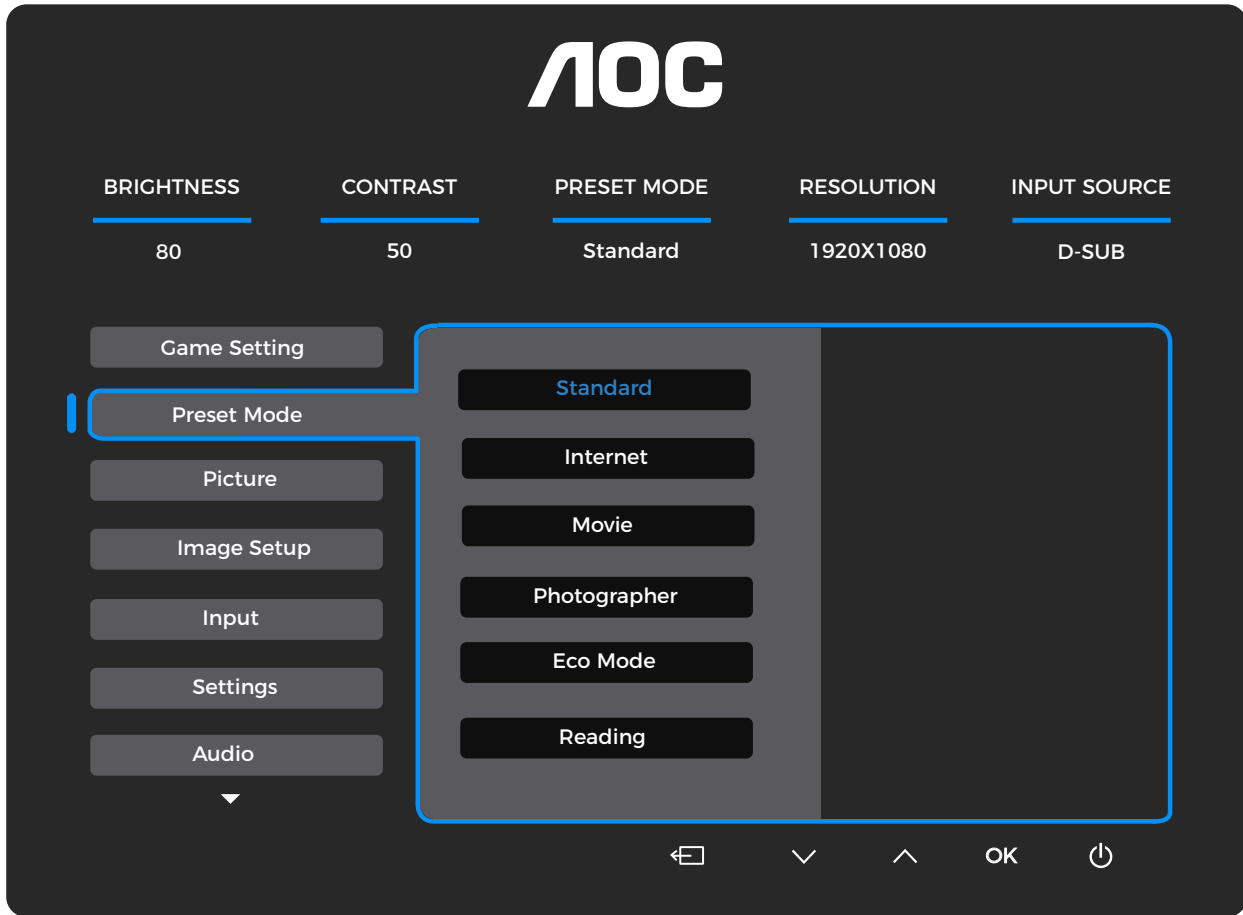 AOC
BRIGHTNESS CONTRAST PRESET MODE RESOLUTION INPUT SOURCE
80 50 Standard 1920X1080 D-SUB
Game Setting
Preset Mode
Picture
Image Setup
Input
Settings
Audio
Standard
Internet
Movie
Photographer
Eco Mode
Reading
OK